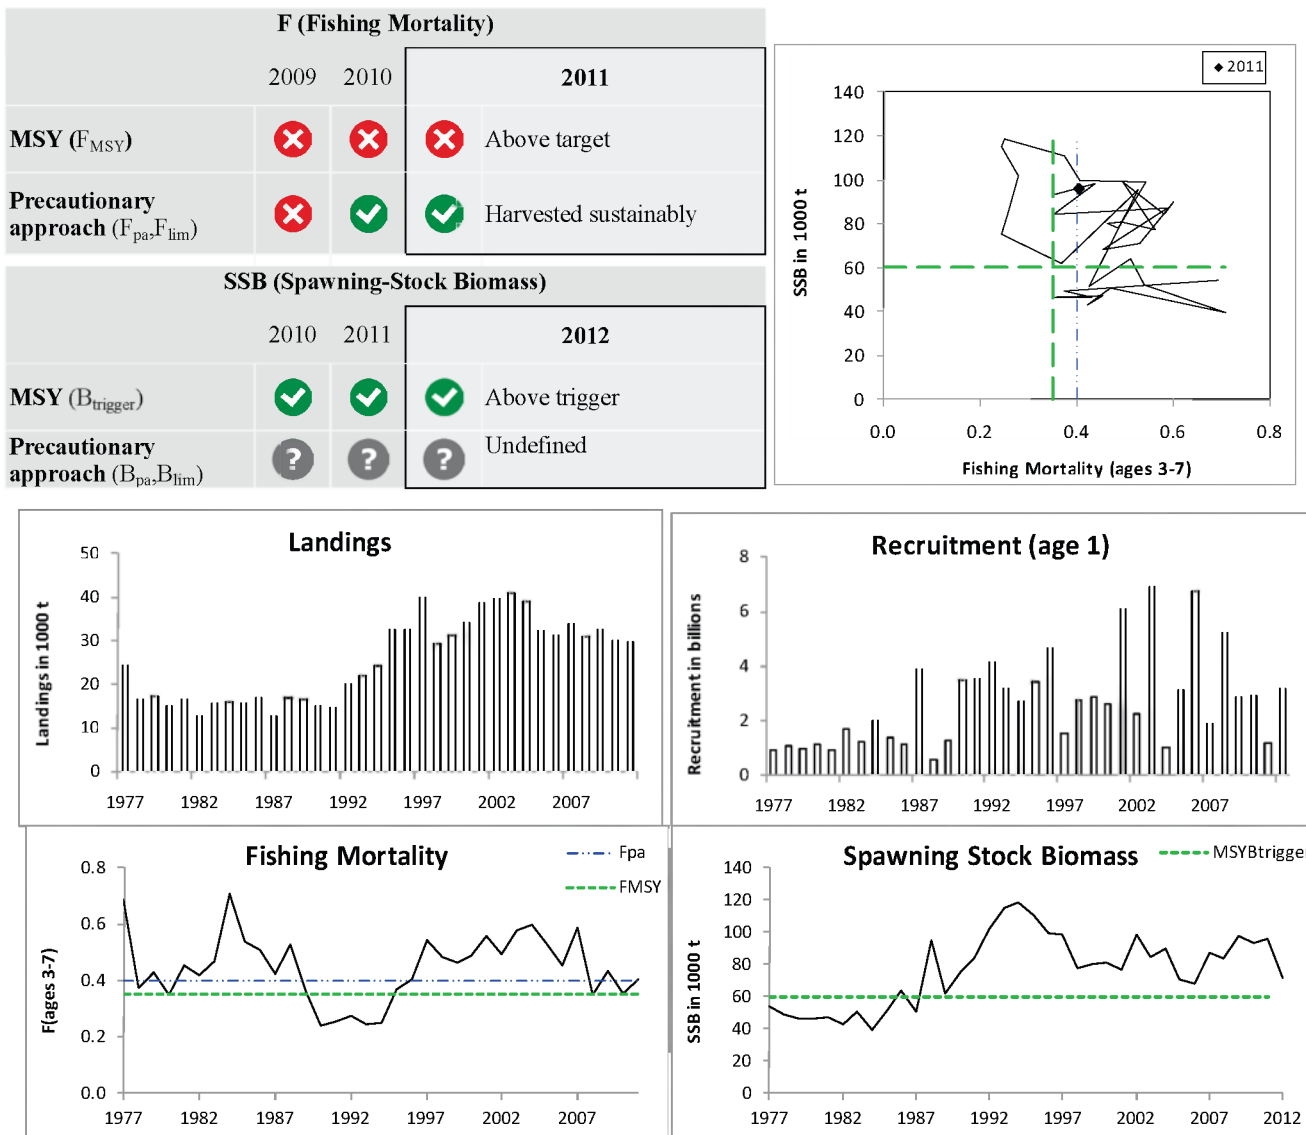 F (Fishing Mortality)
2009 2010 2011
MSY (FMSY) Above target
Precautionary
approach (Fpa,Flim) Harvested sustainably
SSB (Spawning-Stock Biomass)
2010 2011 2012
MSY (Btrigger) Above trigger
Precautionary
approach (Bpa,Blim) Undefined
2011
SSB in 1000 t
140
120
100
80
60
40
20
0
0.0 0.2 0.4 0.6 0.8
Fishing Mortality (ages 3-7)
Landings
Landings in 1000 t
50
40
30
20
10
0
1977 1982 1987 1992 1997 2002 2007
Recruitment (age 1)
Recruitment in billions
8
6
4
2
0
1977 1982 1987 1992 1997 2002 2007
Fishing Mortality
Fpa
FMSY
F(ages 3-7)
0.8
0.6
0.4
0.2
0.0
1977 1982 1987 1992 1997 2002 2007
Spawning Stock Biomass
MSYBtrigger
SSB in 1000 t
140
120
100
80
60
40
20
0
1977 1982 1987 1992 1997 2002 2007 2012